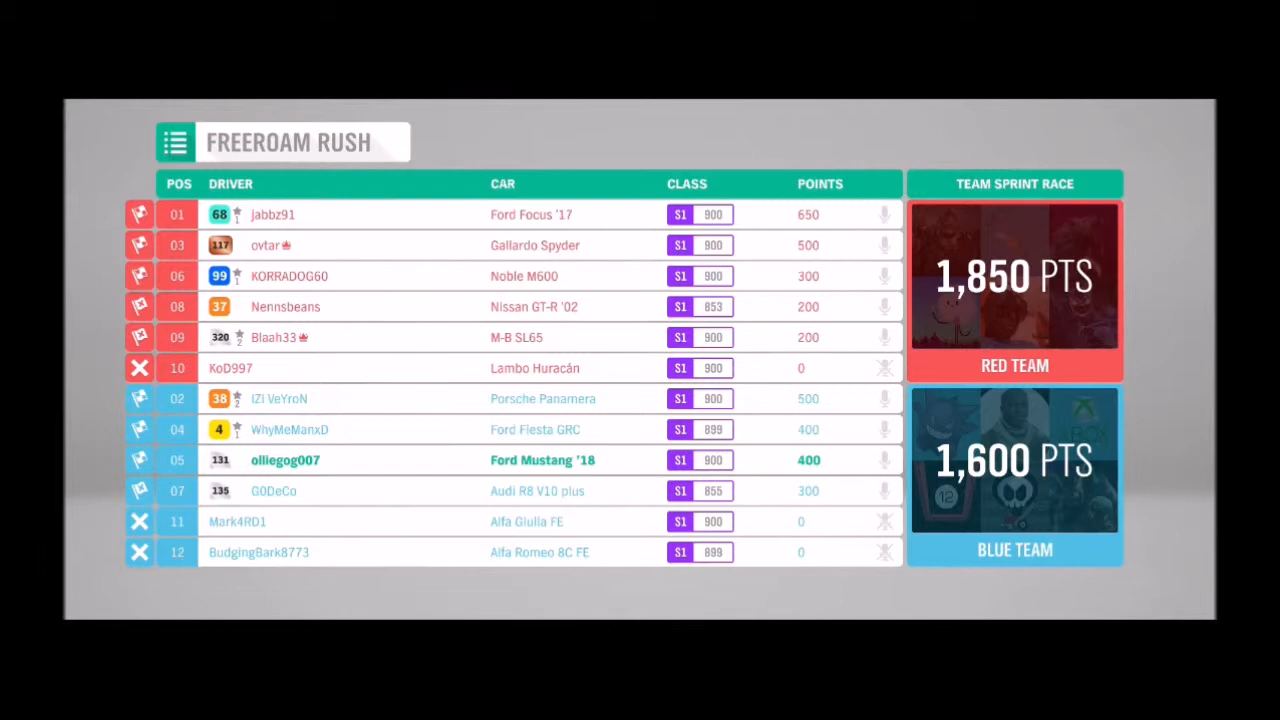 FREEROAM RUSH
POS DRIVER CAR CLASS POINTS TEAM SPRINT RACE
01 68 1 jabbz91 Ford Focus '17 S1 900 650
03 117 ovtar Gallardo Spyder S1 900 500
06 99 1 KORRADOG60 Noble M600 S1 900 300
08 37 Nennsbeans Nissan GT-R '02 S1 853 200
09 320 2 Blaah33 M-B SL65 S1 900 200
10 KoD997 Lambo Huracán S1 900 0
1,850 PTS
RED TEAM
02 38 2 IZI VeYroN Porsche Panamera S1 900 500
04 4 1 WhyMeManxD Ford Fiesta GRC S1 899 400
05 131 olliegog007 Ford Mustang '18 S1 900 400
07 135 G0DeCo Audi R8 V10 plus S1 855 300
11 Mark4RD1 Alfa Giulia FE S1 900 0
12 BudgingBark8773 Alfa Romeo 8C FE S1 899 0
1,600 PTS
12
BLUE TEAM